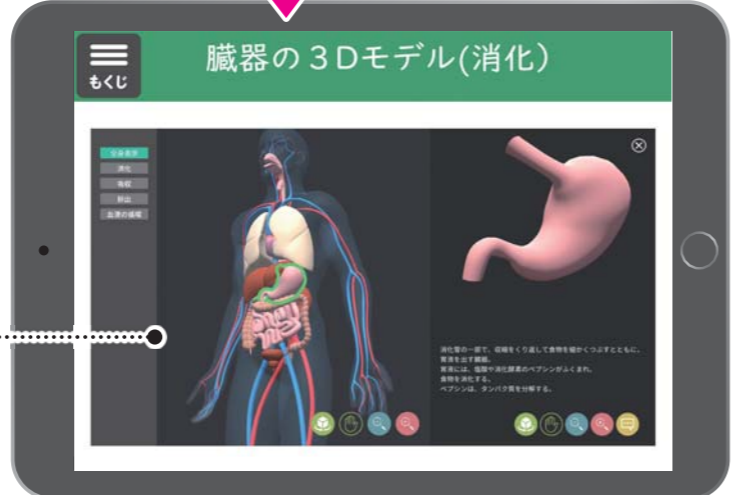 臓器の3Dモデル(消化)
もくじ
全身表示
消化
吸収
排出
血液の循環
消化管の一部で、収縮をくり返して食物を細かくつぶすとともに、
胃液を出す臓器。
胃液には、塩酸や消化酵素のペプシンがふくまれ、
食物を消化する。
ペプシンは、タンパク質を分解する。